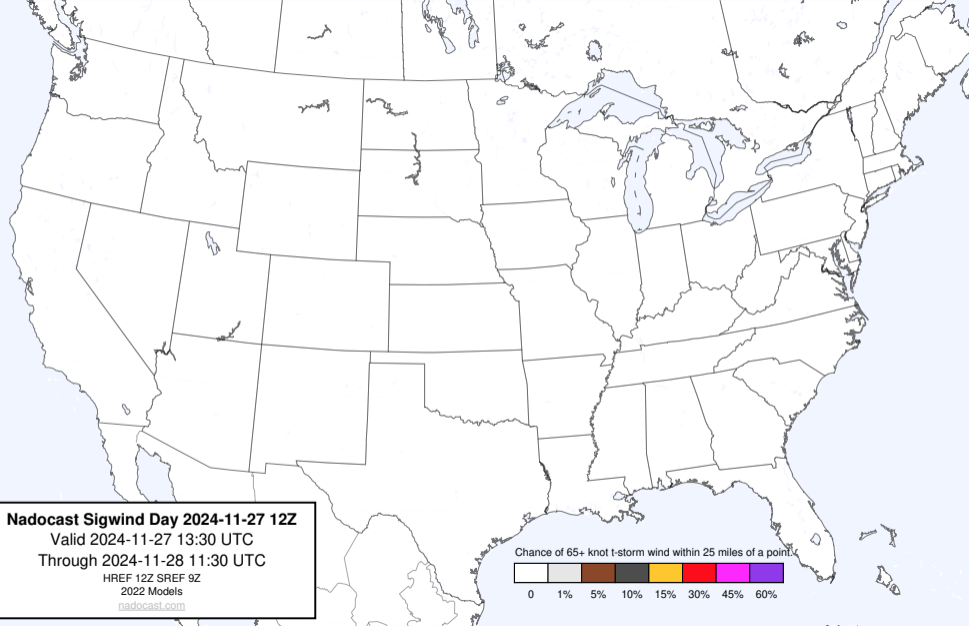 Nadocast Sigwind Day 2024-11-27 12Z
Valid 2024-11-27 13:30 UTC
Through 2024-11-28 11:30 UTC
HREF 12Z SREF 9Z
2022 Models
nadocast.com
Chance of 65+ knot t-storm wind within 25 miles of a point.
0 1% 5% 10% 15% 30% 45% 60%